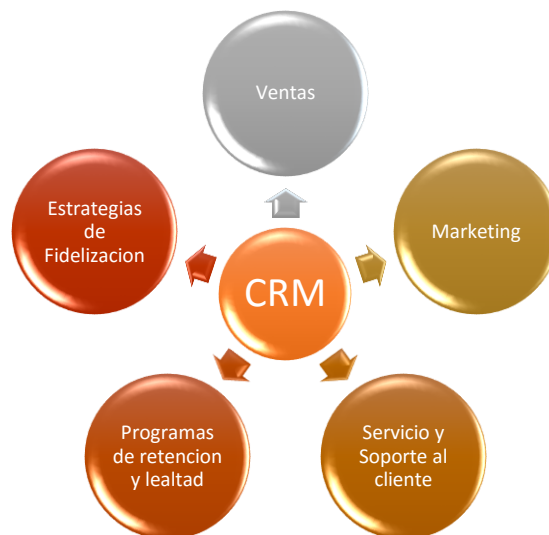 Ventas
Estrategias
de
Fidelizacion
Marketing
CRM
Programas
de retencion
y lealtad
Servicio y
Soporte al
cliente